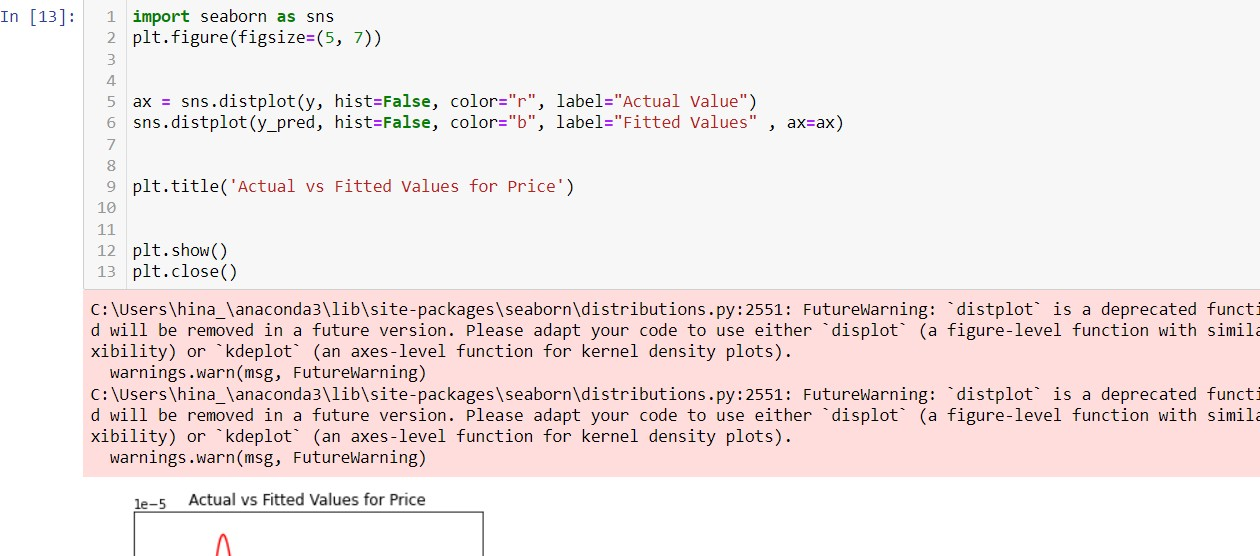 In [13]:
1 import seaborn as sns
2 plt.figure(figsize=(5, 7))
3
4
5 ax = sns.distplot(y, hist=False, color="r", label="Actual Value")
6 sns.distplot(y_pred, hist=False, color="b", label="Fitted Values" , ax=ax)
7
8
9 plt.title('Actual vs Fitted Values for Price')
10
11
12 plt.show()
13 plt.close()
C:\Users\hina_\anaconda3\lib\site-packages\seaborn\distributions.py:2551: FutureWarning: `distplot` is a deprecated functi
d will be removed in a future version. Please adapt your code to use either `displot` (a figure-level function with simila
xibility) or `kdeplot` (an axes-level function for kernel density plots).
warnings.warn(msg, FutureWarning)
C:\Users\hina_\anaconda3\lib\site-packages\seaborn\distributions.py:2551: FutureWarning: `distplot` is a deprecated functi
d will be removed in a future version. Please adapt your code to use either `displot` (a figure-level function with simila
xibility) or `kdeplot` (an axes-level function for kernel density plots).
warnings.warn(msg, FutureWarning)
1e−5 Actual vs Fitted Values for Price